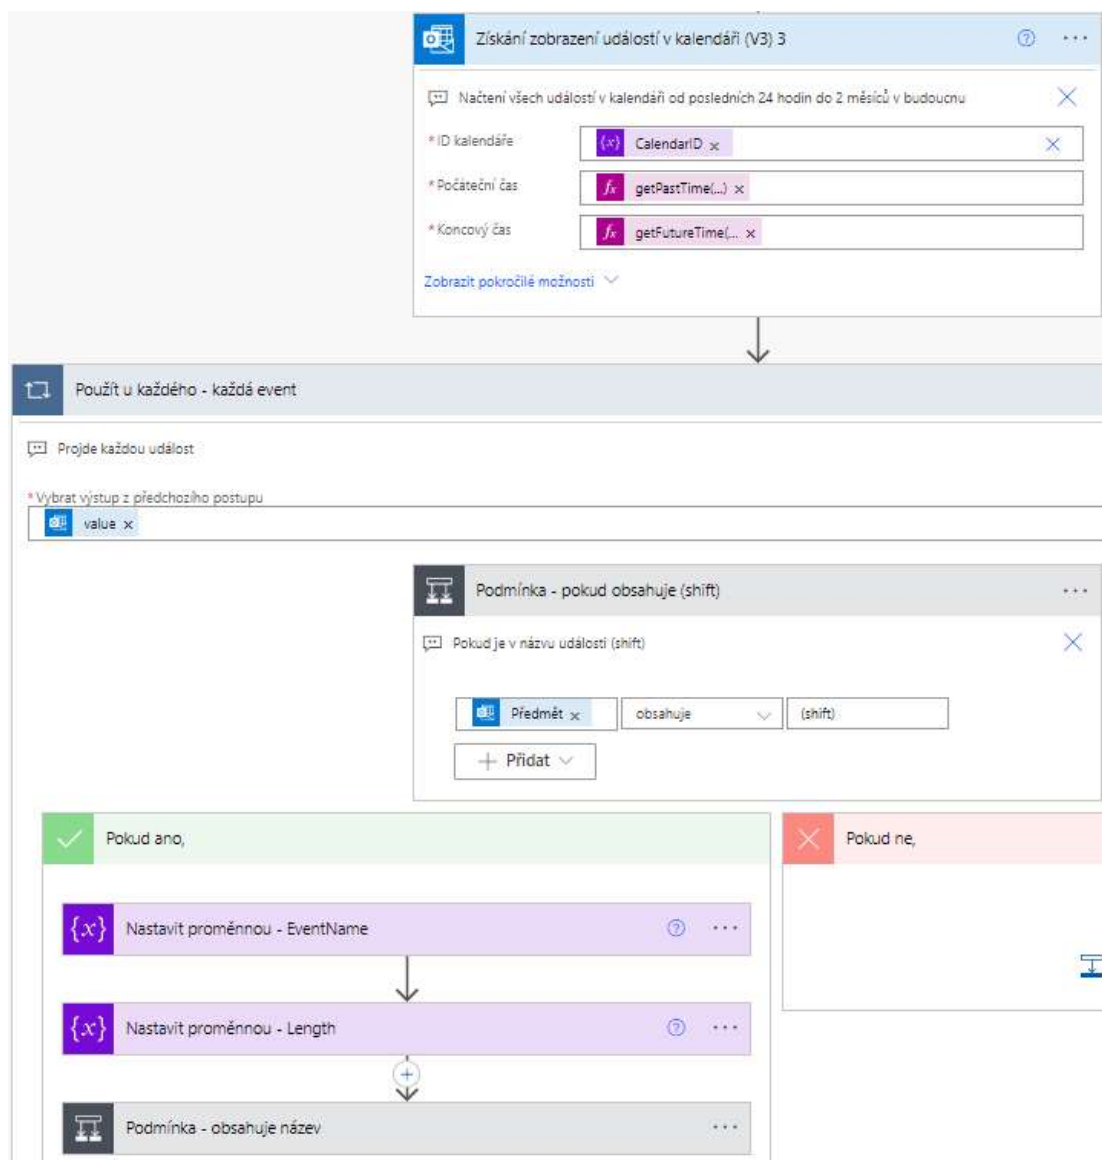 Získání zobrazení událostí v kalendáři (V3) 3
Načtení všech událostí v kalendáři od posledních 24 hodin do 2 měsíců v budoucnu
*ID kalendáře
{x} CalendarID ×
*Počáteční čas
fx getPastTime(...) ×
*Koncový čas
fx getFutureTime(... ×
Zobrazit pokročilé možnosti
Použít u každého - každá event
Projde každou událost
*Vybrat výstup z předchozího postupu
value ×
Podmínka - pokud obsahuje (shift)
Pokud je v názvu události (shift)
Předmět × obsahuje (shift)
+ Přidat
Pokud ano,
Pokud ne,
{x} Nastavit proměnnou - EventName
{x} Nastavit proměnnou - Length
Podmínka - obsahuje název